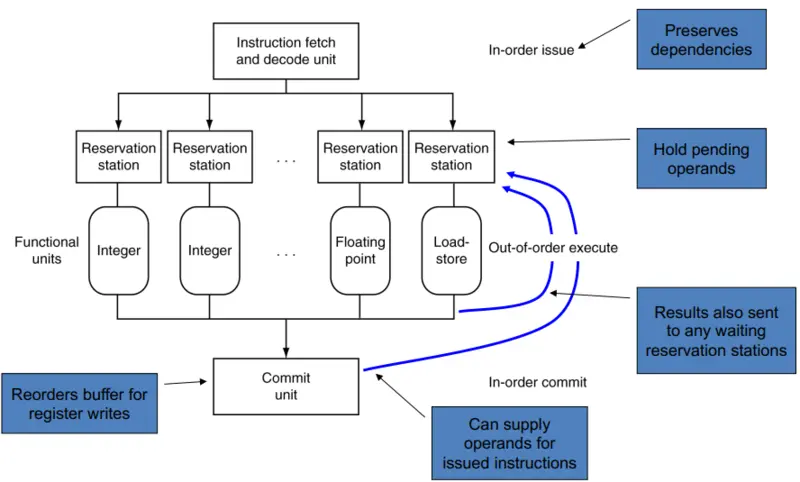 Instruction fetch
and decode unit
In-order issue
Preserves
dependencies
Reservation
station
Reservation
station
. . .
Reservation
station
Reservation
station
Hold pending
operands
Functional
units
Integer
Integer
. . .
Floating
point
Load-
store
Out-of-order execute
Results also sent
to any waiting
reservation stations
Commit
unit
In-order commit
Reorders buffer for
register writes
Can supply
operands for
issued instructions